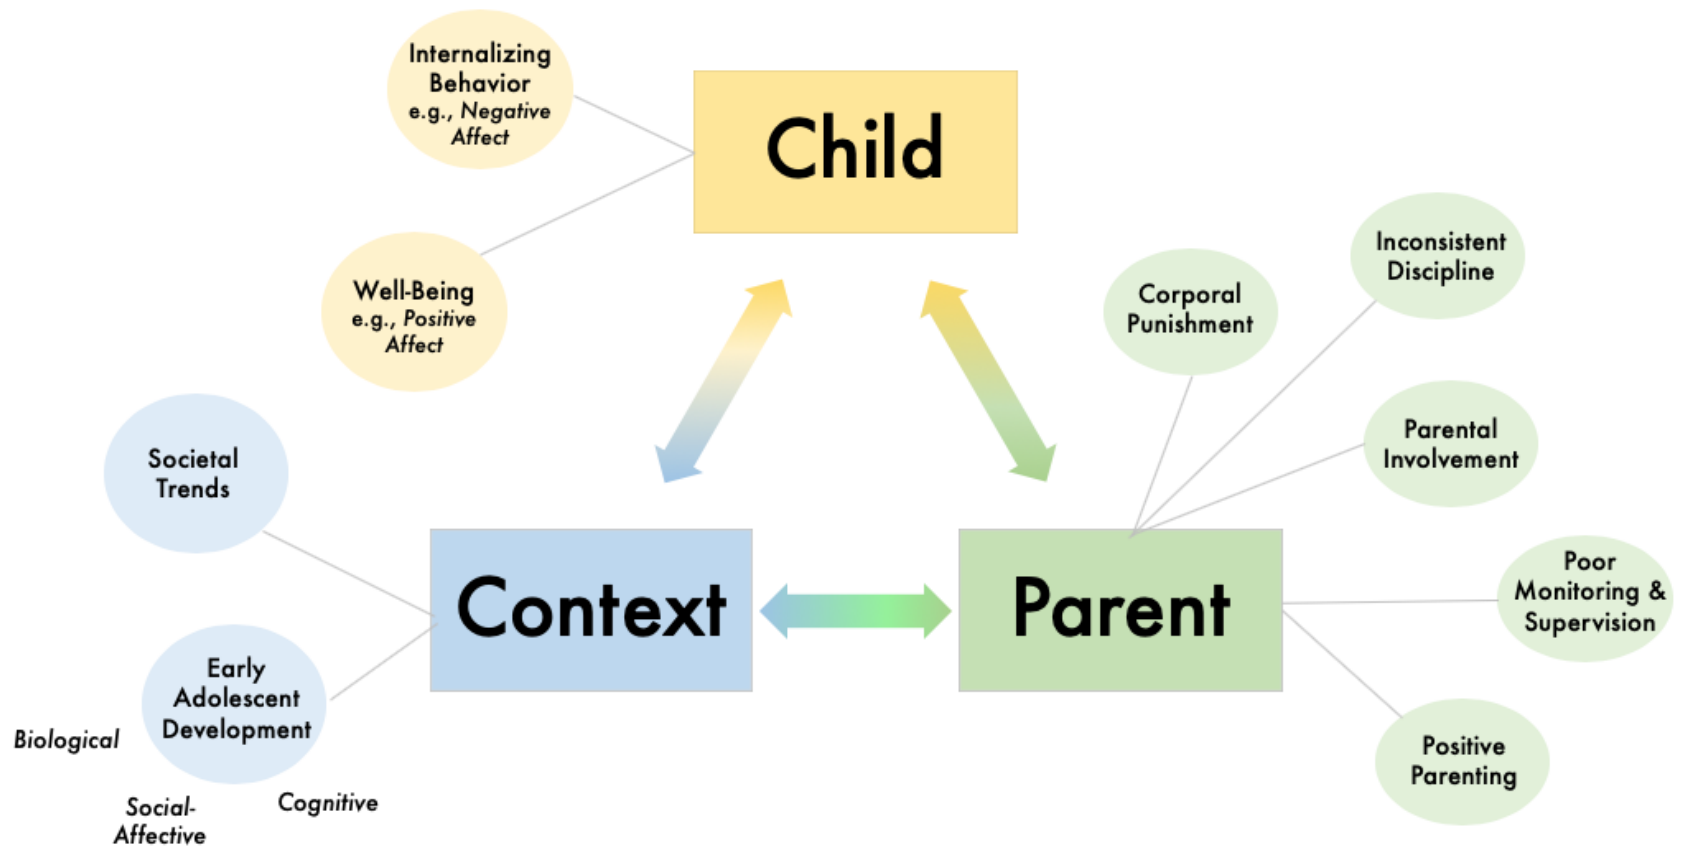 Internalizing
Behavior
e.g., Negative
Affect
Child
Well-Being
e.g., Positive
Affect
Corporal
Punishment
Inconsistent
Discipline
Parental
Involvement
Societal
Trends
Context
Parent
Poor
Monitoring &
Supervision
Early
Adolescent
Development
Biological
Social-
Affective
Cognitive
Positive
Parenting